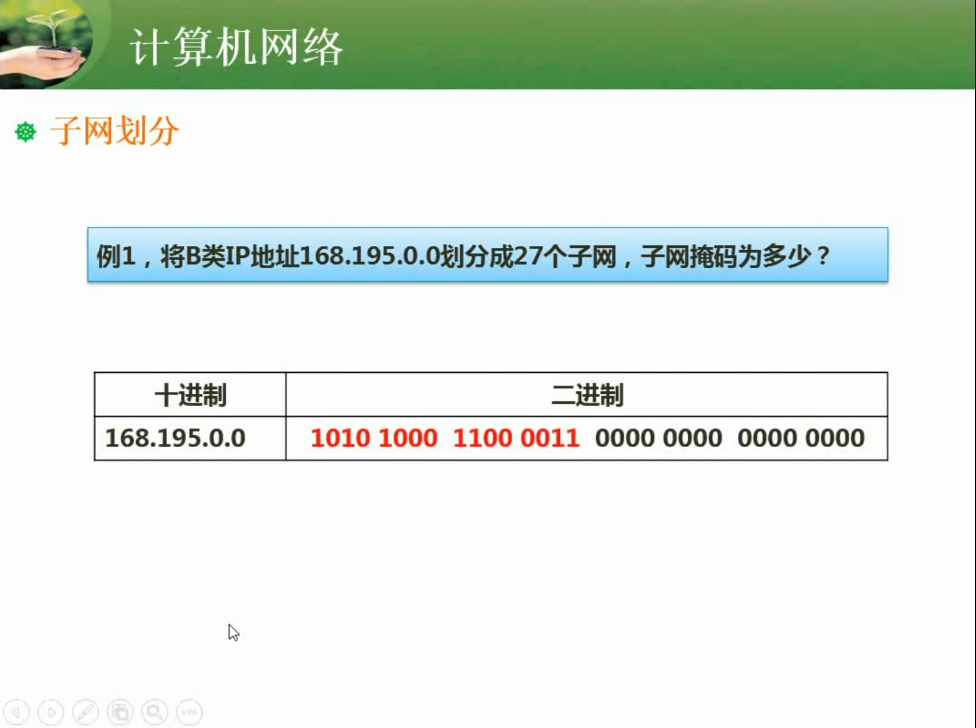 计算机网络
子网划分
例1，将B类IP地址168.195.0.0划分成27个子网，子网掩码为多少？
十进制 二进制
168.195.0.0 1010 1000 1100 0011 0000 0000 0000 0000